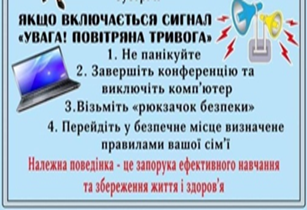 ЯКЩО ВКЛЮЧАЄТЬСЯ СИГНАЛ
«УВАГА! ПОВІТРЯНА ТРИВОГА»
1. Не панікуйте
2. Завершіть конференцію та
виключіть комп'ютер
3.Візьміть «рюкзачок безпеки»
4. Перейдіть у безпечне місце визначене
правилами вашої сім'ї
Належна поведінка - це запорука ефективного навчання
та збереження життя і здоров'я